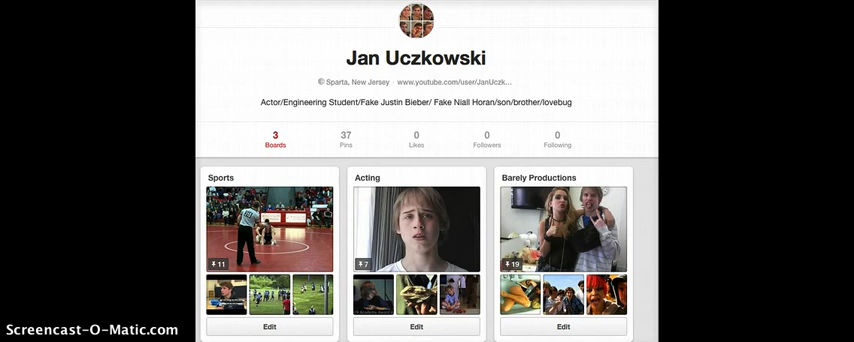 Jan Uczkowski
Sparta, New Jersey · www.youtube.com/user/JanUczk...
Actor/Engineering Student/Fake Justin Bieber/ Fake Niall Horan/son/brother/lovebug
3 37 0 0 0
Boards Pins Likes Followers Following
Sports Acting Barely Productions
11 7 19
Edit Edit Edit
Screencast-O-Matic.com